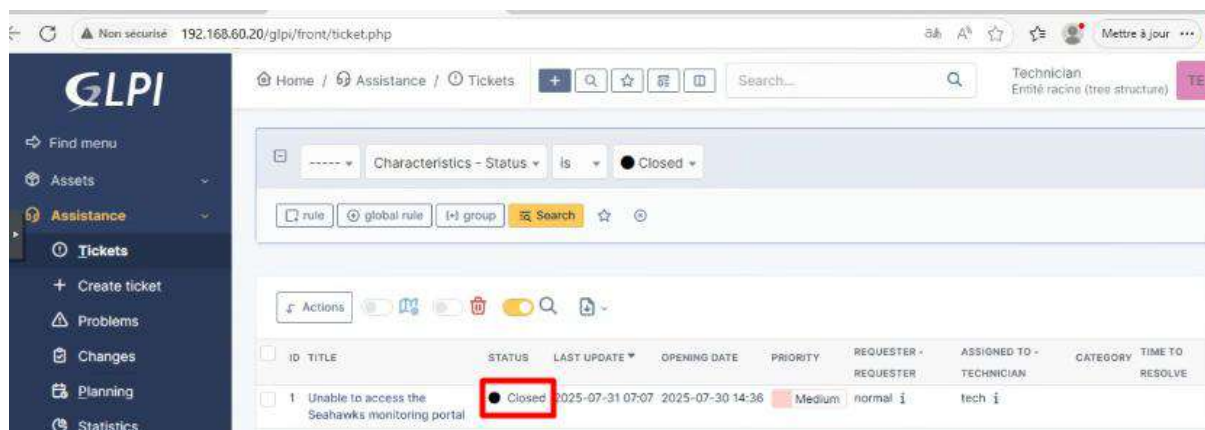 Non sécurisé 192.168.60.20/glpi/front/ticket.php Mettre à jour
GLPI
Home / Assistance / Tickets Search... Technician
Entité racine (tree structure) TE
Find menu
Assets
Assistance
Tickets
Create ticket
Problems
Changes
Planning
Statistics
----- Characteristics - Status is Closed
rule global rule (+) group Search
Actions
ID TITLE STATUS LAST UPDATE OPENING DATE PRIORITY REQUESTER - REQUESTER ASSIGNED TO - TECHNICIAN CATEGORY TIME TO RESOLVE
1 Unable to access the Closed 2025-07-31 07:07 2025-07-30 14:36 Medium normal i tech i
Seahawks monitoring portal